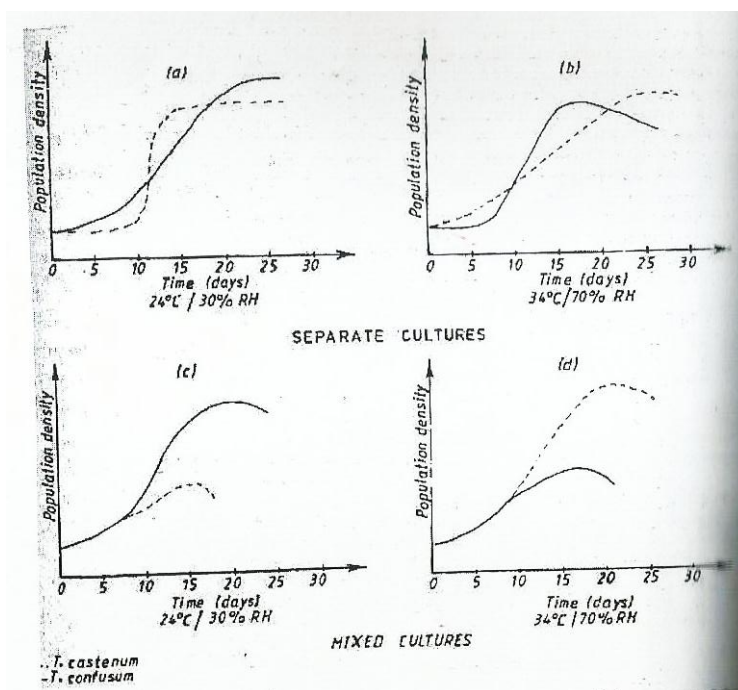 (a)
Population density
0 5 10 15 20 25 30
Time (days)
24°C / 30% RH
(b)
Population density
0 5 10 15 20 25 30
Time (days)
34°C/70% RH
SEPARATE CULTURES
(c)
Population density
0 5 10 15 20 25 30
Time (days)
24°C/ 30% RH
(d)
Population density
0 5 10 15 20 25 30
Time (days)
34°C/70% RH
MIXED CULTURES
..T. castenum
-T. confusum